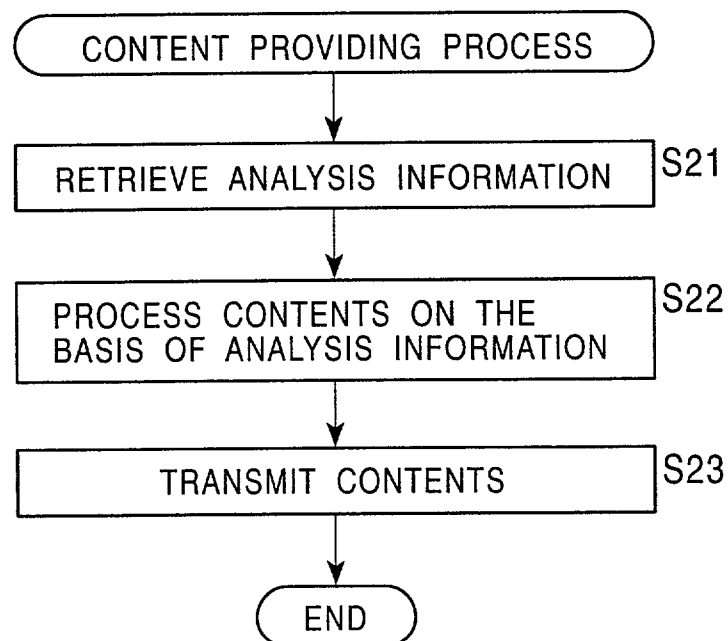 CONTENT PROVIDING PROCESS
RETRIEVE ANALYSIS INFORMATION
S21
PROCESS CONTENTS ON THE
BASIS OF ANALYSIS INFORMATION
S22
TRANSMIT CONTENTS
S23
END